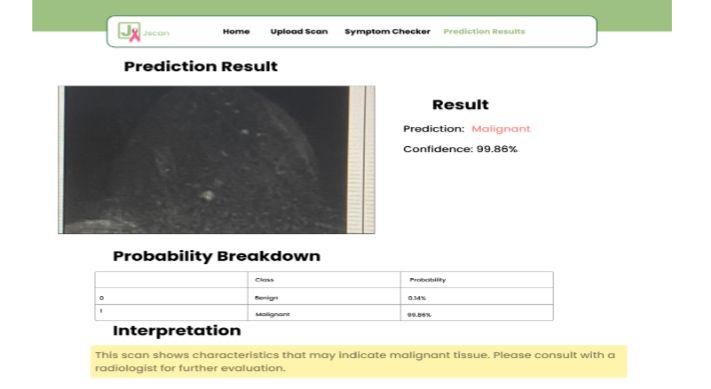 Jscan
Home Upload Scan Symptom Checker Prediction Results
Prediction Result
Result
Prediction: Malignant
Confidence: 99.86%
Probability Breakdown
Class Probability
0 Benign 0.14%
1 Malignant 99.86%
Interpretation
This scan shows characteristics that may indicate malignant tissue. Please consult with a
radiologist for further evaluation.